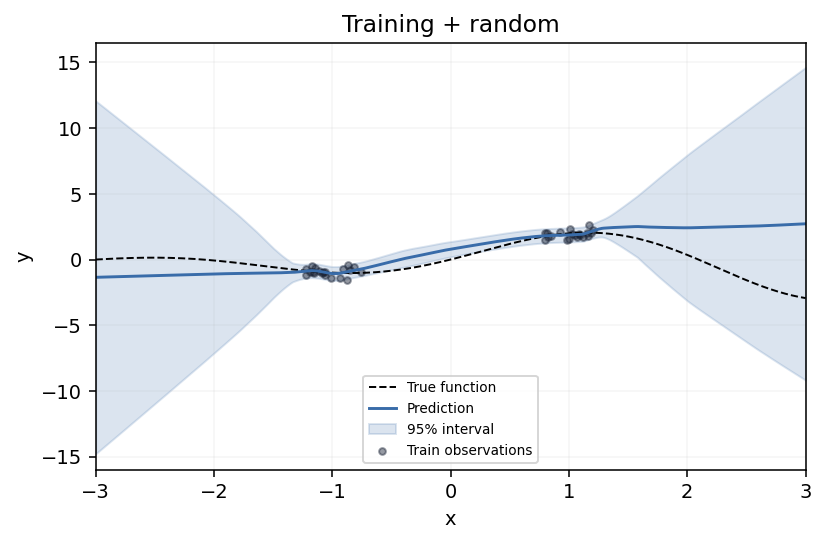 Training + random
15
10
5
0
−5
−10
−15
y
−3
−2
−1
0
1
2
3
x
True function
Prediction
95% interval
Train observations